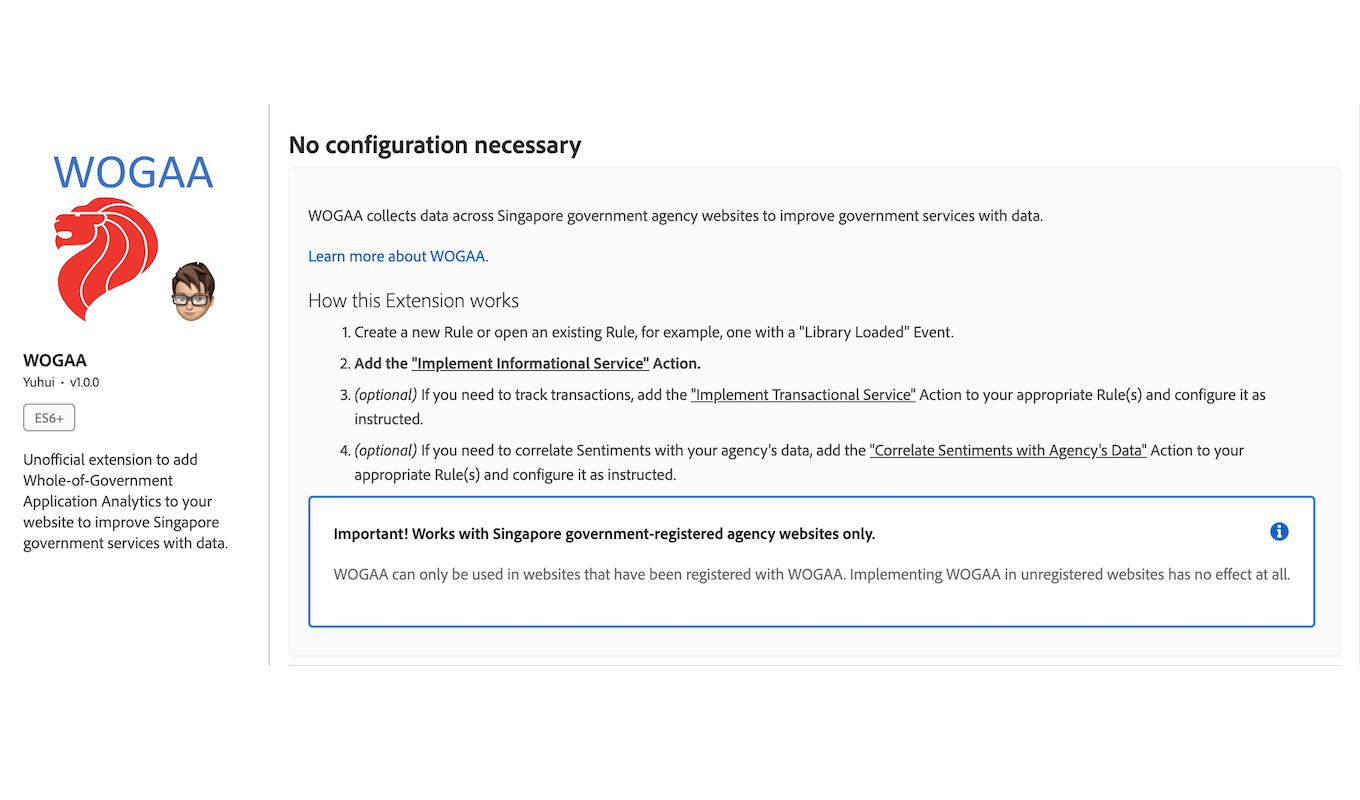 WOGAA
WOGAA
Yuhui • v1.0.0
ES6+
Unofficial extension to add
Whole-of-Government
Application Analytics to your
website to improve Singapore
government services with data.
No configuration necessary
WOGAA collects data across Singapore government agency websites to improve government services with data.
Learn more about WOGAA.
How this Extension works
1. Create a new Rule or open an existing Rule, for example, one with a "Library Loaded" Event.
2. Add the "Implement Informational Service" Action.
3. (optional) If you need to track transactions, add the "Implement Transactional Service" Action to your appropriate Rule(s) and configure it as
instructed.
4. (optional) If you need to correlate Sentiments with your agency's data, add the "Correlate Sentiments with Agency's Data" Action to your
appropriate Rule(s) and configure it as instructed.
Important! Works with Singapore government-registered agency websites only.
WOGAA can only be used in websites that have been registered with WOGAA. Implementing WOGAA in unregistered websites has no effect at all.